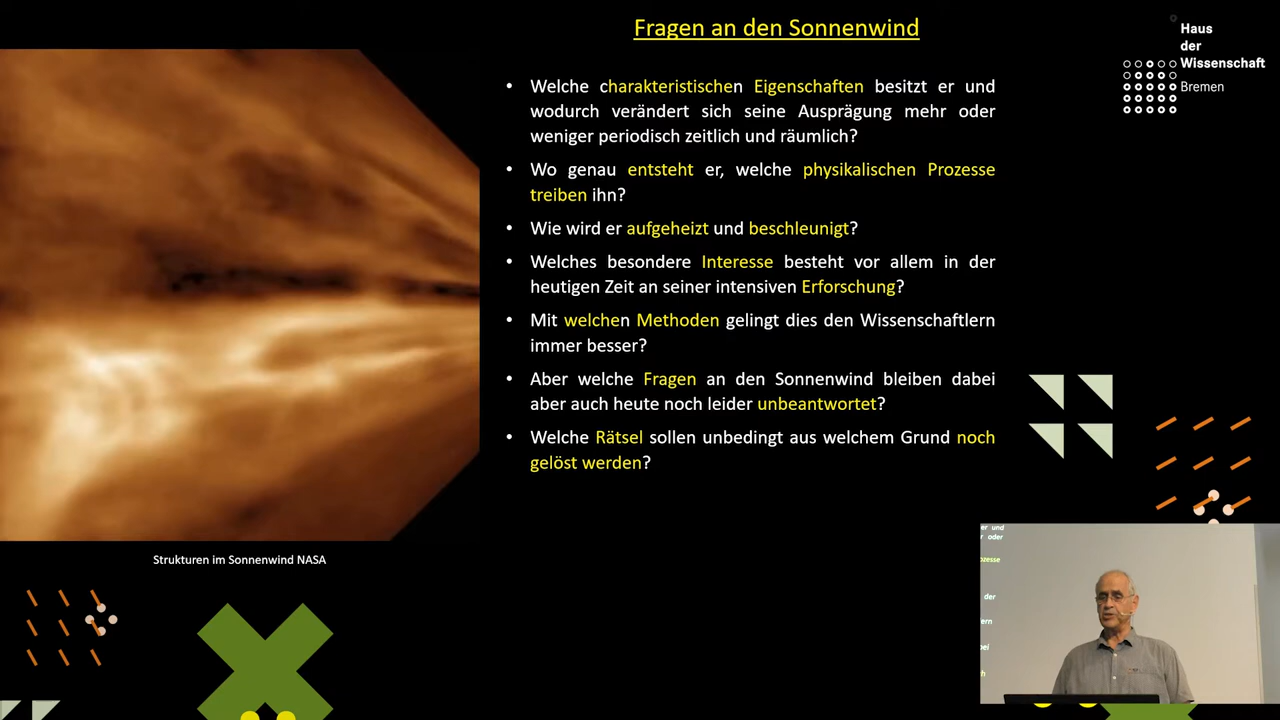 Fragen an den Sonnenwind
Haus
der
Wissenschaft
Bremen
• Welche charakteristischen Eigenschaften besitzt er und
wodurch verändert sich seine Ausprägung mehr oder
weniger periodisch zeitlich und räumlich?
• Wo genau entsteht er, welche physikalischen Prozesse
treiben ihn?
• Wie wird er aufgeheizt und beschleunigt?
• Welches besondere Interesse besteht vor allem in der
heutigen Zeit an seiner intensiven Erforschung?
• Mit welchen Methoden gelingt dies den Wissenschaftlern
immer besser?
• Aber welche Fragen an den Sonnenwind bleiben dabei
aber auch heute noch leider unbeantwortet?
• Welche Rätsel sollen unbedingt aus welchem Grund noch
gelöst werden?
Strukturen im Sonnenwind NASA
er und
oder
der